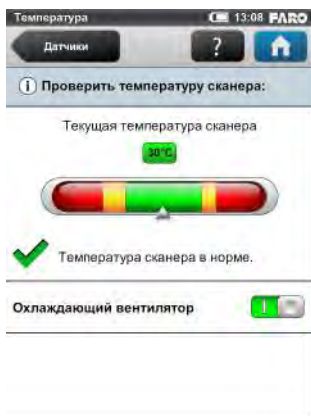 Температура 13:08 FARO
Датчики ?
i Проверить температуру сканера:
Текущая температура сканера
30°C
Температура сканера в норме.
Охлаждающий вентилятор I